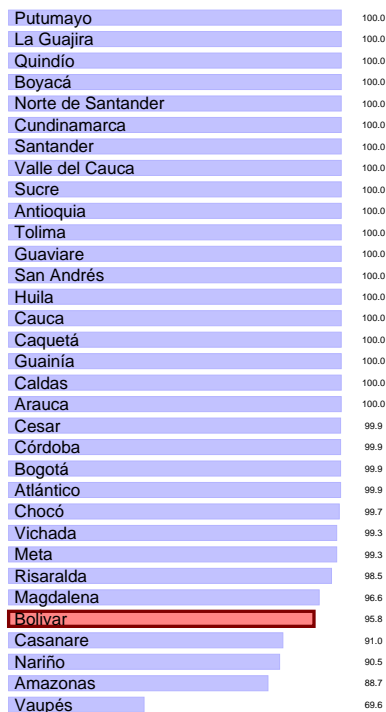 Putumayo 100.0
La Guajira 100.0
Quindío 100.0
Boyacá 100.0
Norte de Santander 100.0
Cundinamarca 100.0
Santander 100.0
Valle del Cauca 100.0
Sucre 100.0
Antioquia 100.0
Tolima 100.0
Guaviare 100.0
San Andrés 100.0
Huila 100.0
Cauca 100.0
Caquetá 100.0
Guainía 100.0
Caldas 100.0
Arauca 100.0
Cesar 99.9
Córdoba 99.9
Bogotá 99.9
Atlántico 99.9
Chocó 99.7
Vichada 99.3
Meta 99.3
Risaralda 98.5
Magdalena 96.6
Bolivar 95.8
Casanare 91.0
Nariño 90.5
Amazonas 88.7
Vaupés 69.6